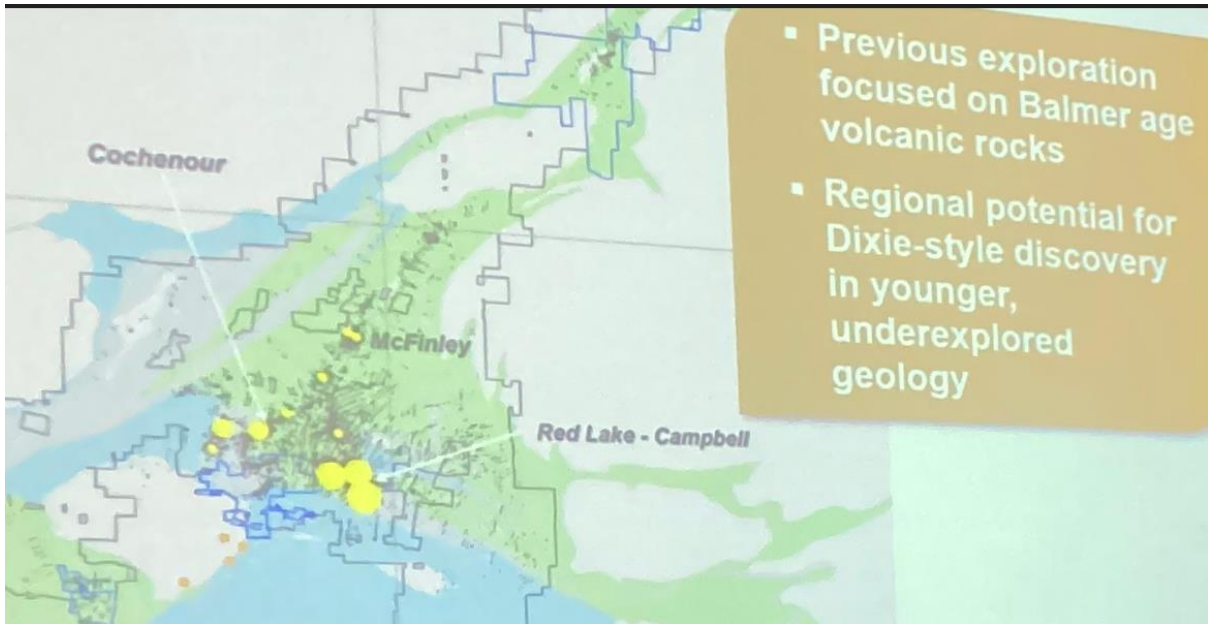 ▪ Previous exploration
focused on Balmer age
volcanic rocks
▪ Regional potential for
Dixie-style discovery
in younger,
underexplored
geology
Cochenour
McFinley
Red Lake - Campbell